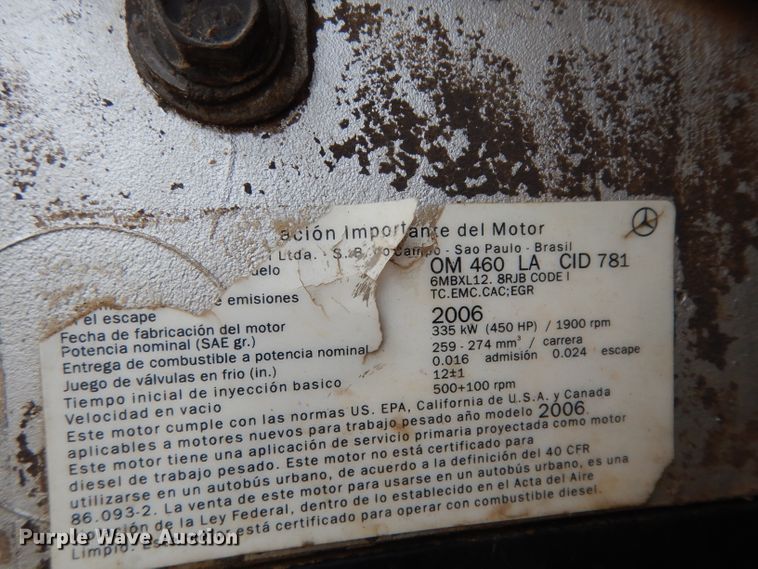 ación Importante del Motor
Ltda. - S.B. do Campo - Sao Paulo - Brasil
uelo OM 460 LA CID 781
6MBXL12. 8RJB CODE I
e emisiones TC.EMC.CAC;EGR
el escape
Fecha de fabricación del motor 2006
Potencia nominal (SAE gr.) 335 kW (450 HP) / 1900 rpm
Entrega de combustible a potencia nominal 259 - 274 mm³ / carrera
Juego de válvulas en frio (in.) 0.016 admisión 0.024 escape
Tiempo inicial de inyección basico 12±1
Velocidad en vacio 500+100 rpm
Este motor cumple con las normas US. EPA, California de U.S.A. y Canada
aplicables a motores nuevos para trabajo pesado año modelo 2006.
Este motor tiene una aplicación de servicio primaria proyectada como motor
diesel de trabajo pesado. Este motor no está certificado para
utilizarse en un autobús urbano, de acuerdo a la definición del 40 CFR
86.093-2. La venta de este motor para usarse en un autobús urbano, es una
violación de la Ley Federal, dentro de lo establecido en el Acta del Aire
Limpio. Este motor está certificado para operar con combustible diesel.
Purple Wave Auction